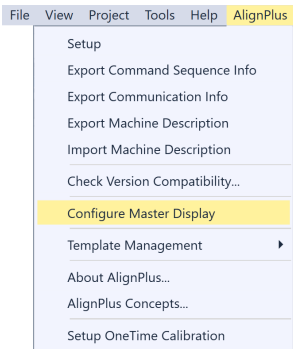 File View Project Tools Help AlignPlus
Setup
Export Command Sequence Info
Export Communication Info
Export Machine Description
Import Machine Description
Check Version Compatibility...
Configure Master Display
Template Management
About AlignPlus...
AlignPlus Concepts...
Setup OneTime Calibration